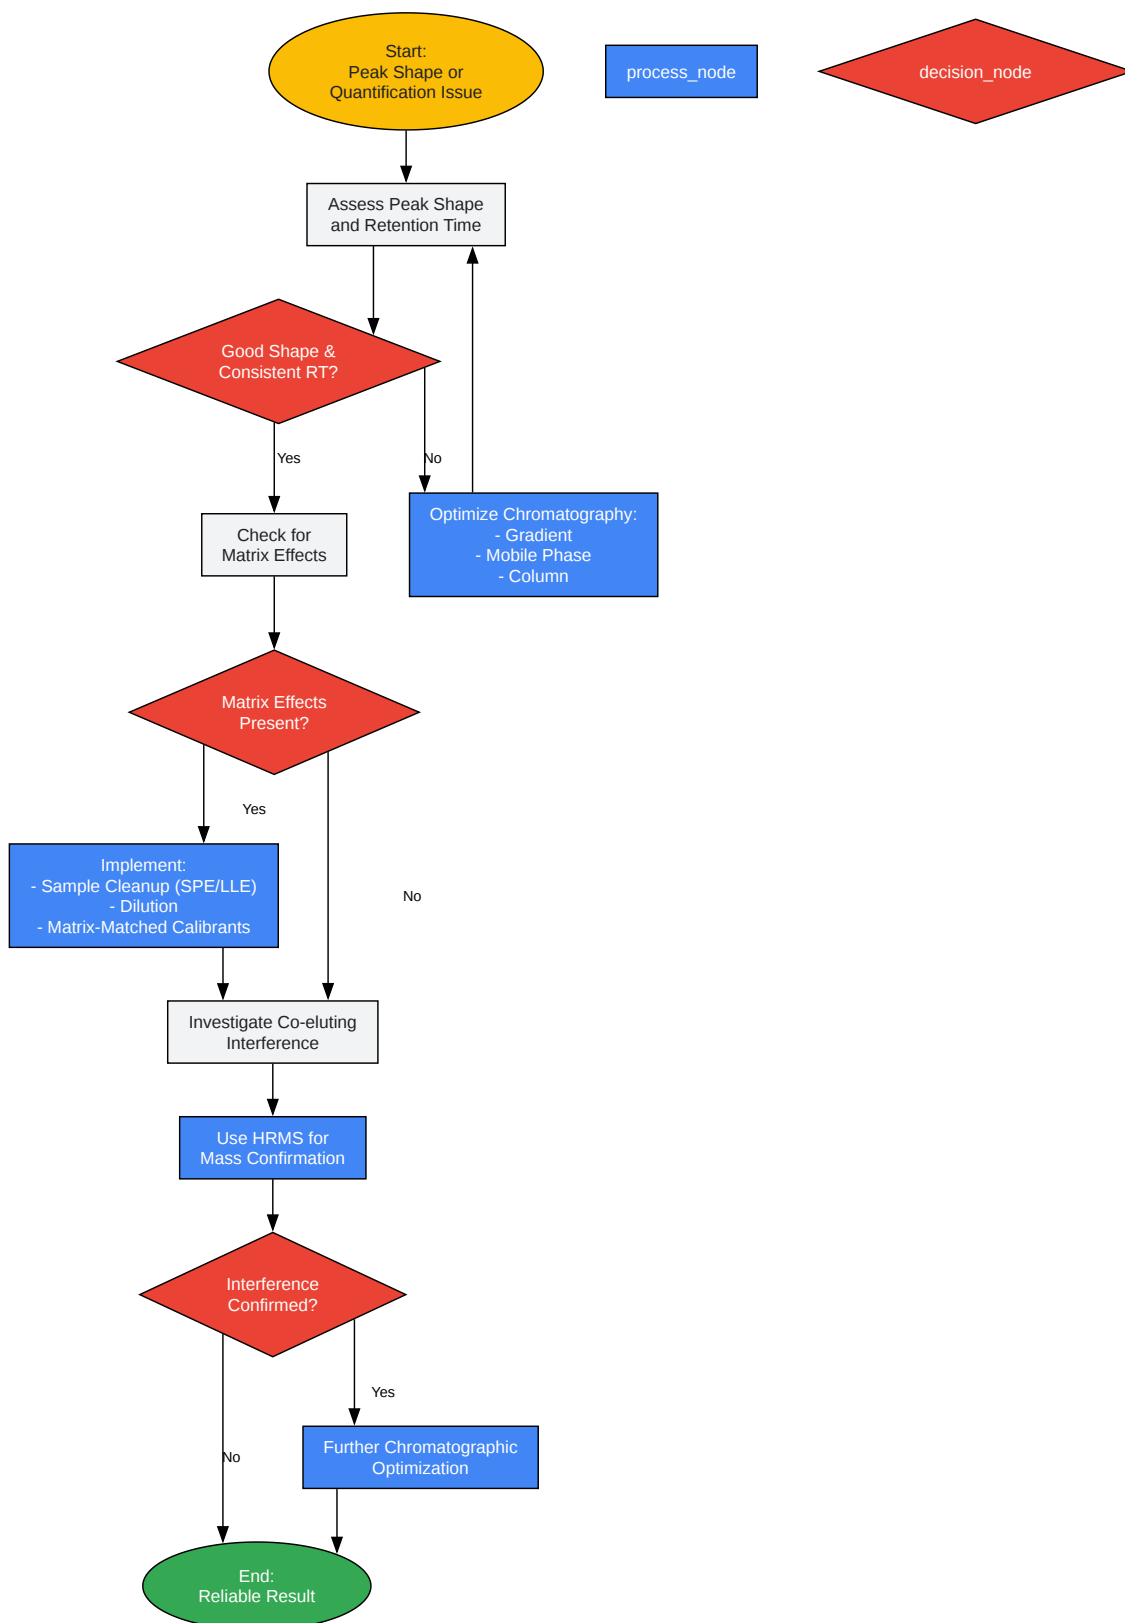 Start:
Peak Shape or
Quantification Issue
process_node
decision_node
Assess Peak Shape
and Retention Time
Good Shape &
Consistent RT?
Yes
No
Optimize Chromatography:
- Gradient
- Mobile Phase
- Column
Check for
Matrix Effects
Matrix Effects
Present?
Yes
No
Implement:
- Sample Cleanup (SPE/LLE)
- Dilution
- Matrix-Matched Calibrants
Investigate Co-eluting
Interference
Use HRMS for
Mass Confirmation
Interference
Confirmed?
Yes
No
Further Chromatographic
Optimization
End:
Reliable Result